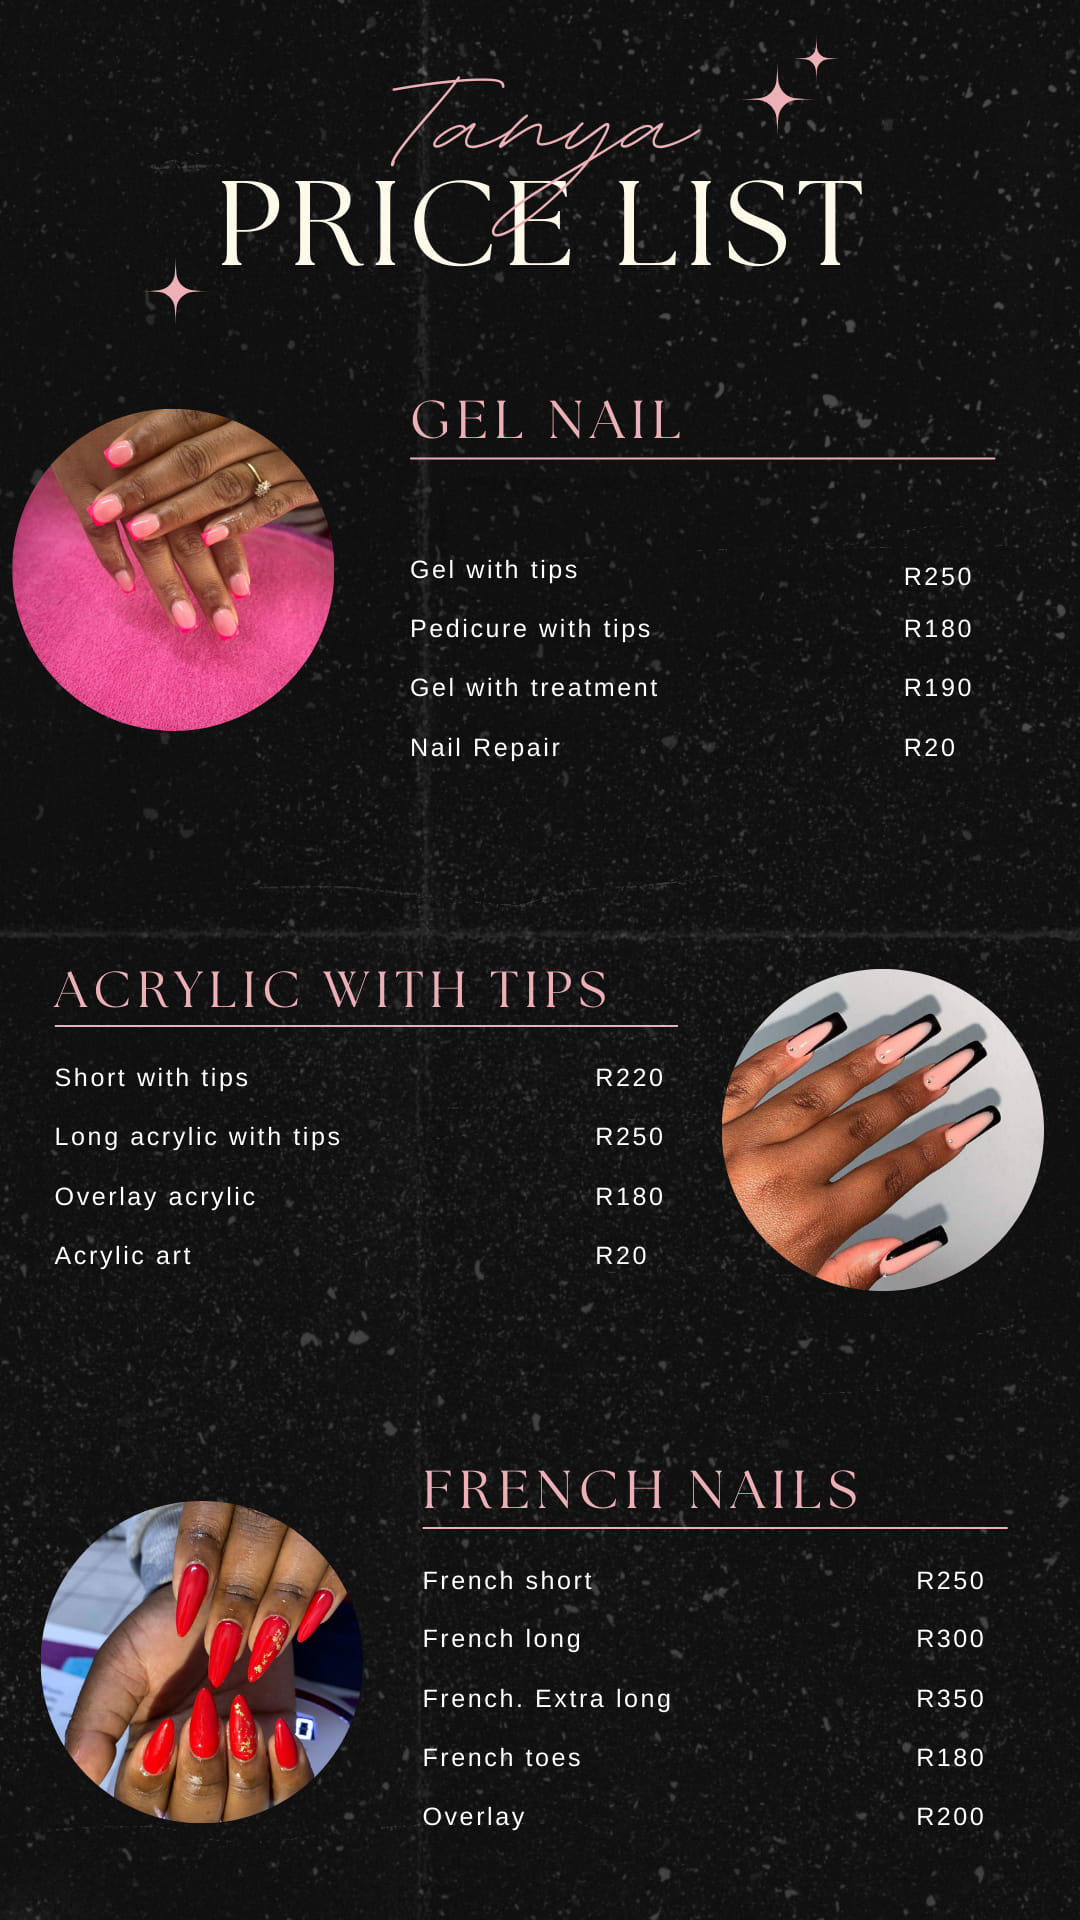 Tanya
PRICE LIST
GEL NAIL
Gel with tips R250
Pedicure with tips R180
Gel with treatment R190
Nail Repair R20
ACRYLIC WITH TIPS
Short with tips R220
Long acrylic with tips R250
Overlay acrylic R180
Acrylic art R20
FRENCH NAILS
French short R250
French long R300
French. Extra long R350
French toes R180
Overlay R200